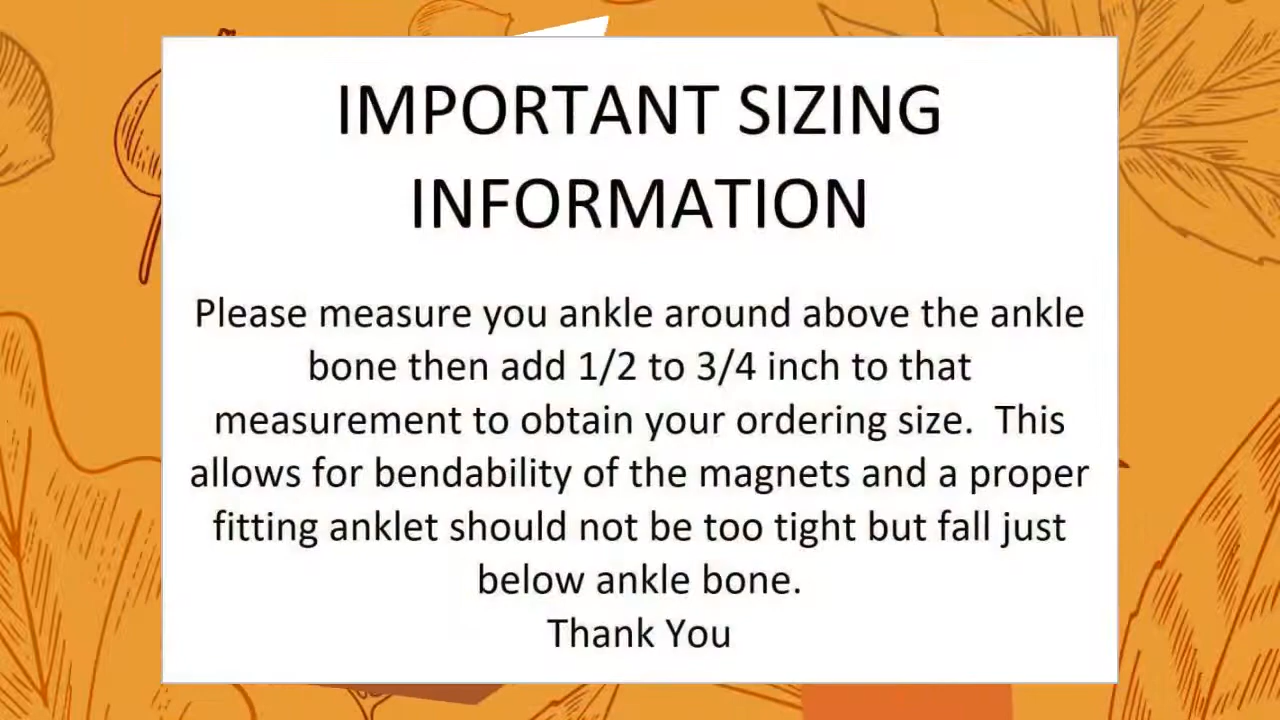 IMPORTANT SIZING
INFORMATION
Please measure you ankle around above the ankle
bone then add 1/2 to 3/4 inch to that
measurement to obtain your ordering size.  This
allows for bendability of the magnets and a proper
fitting anklet should not be too tight but fall just
below ankle bone.
Thank You